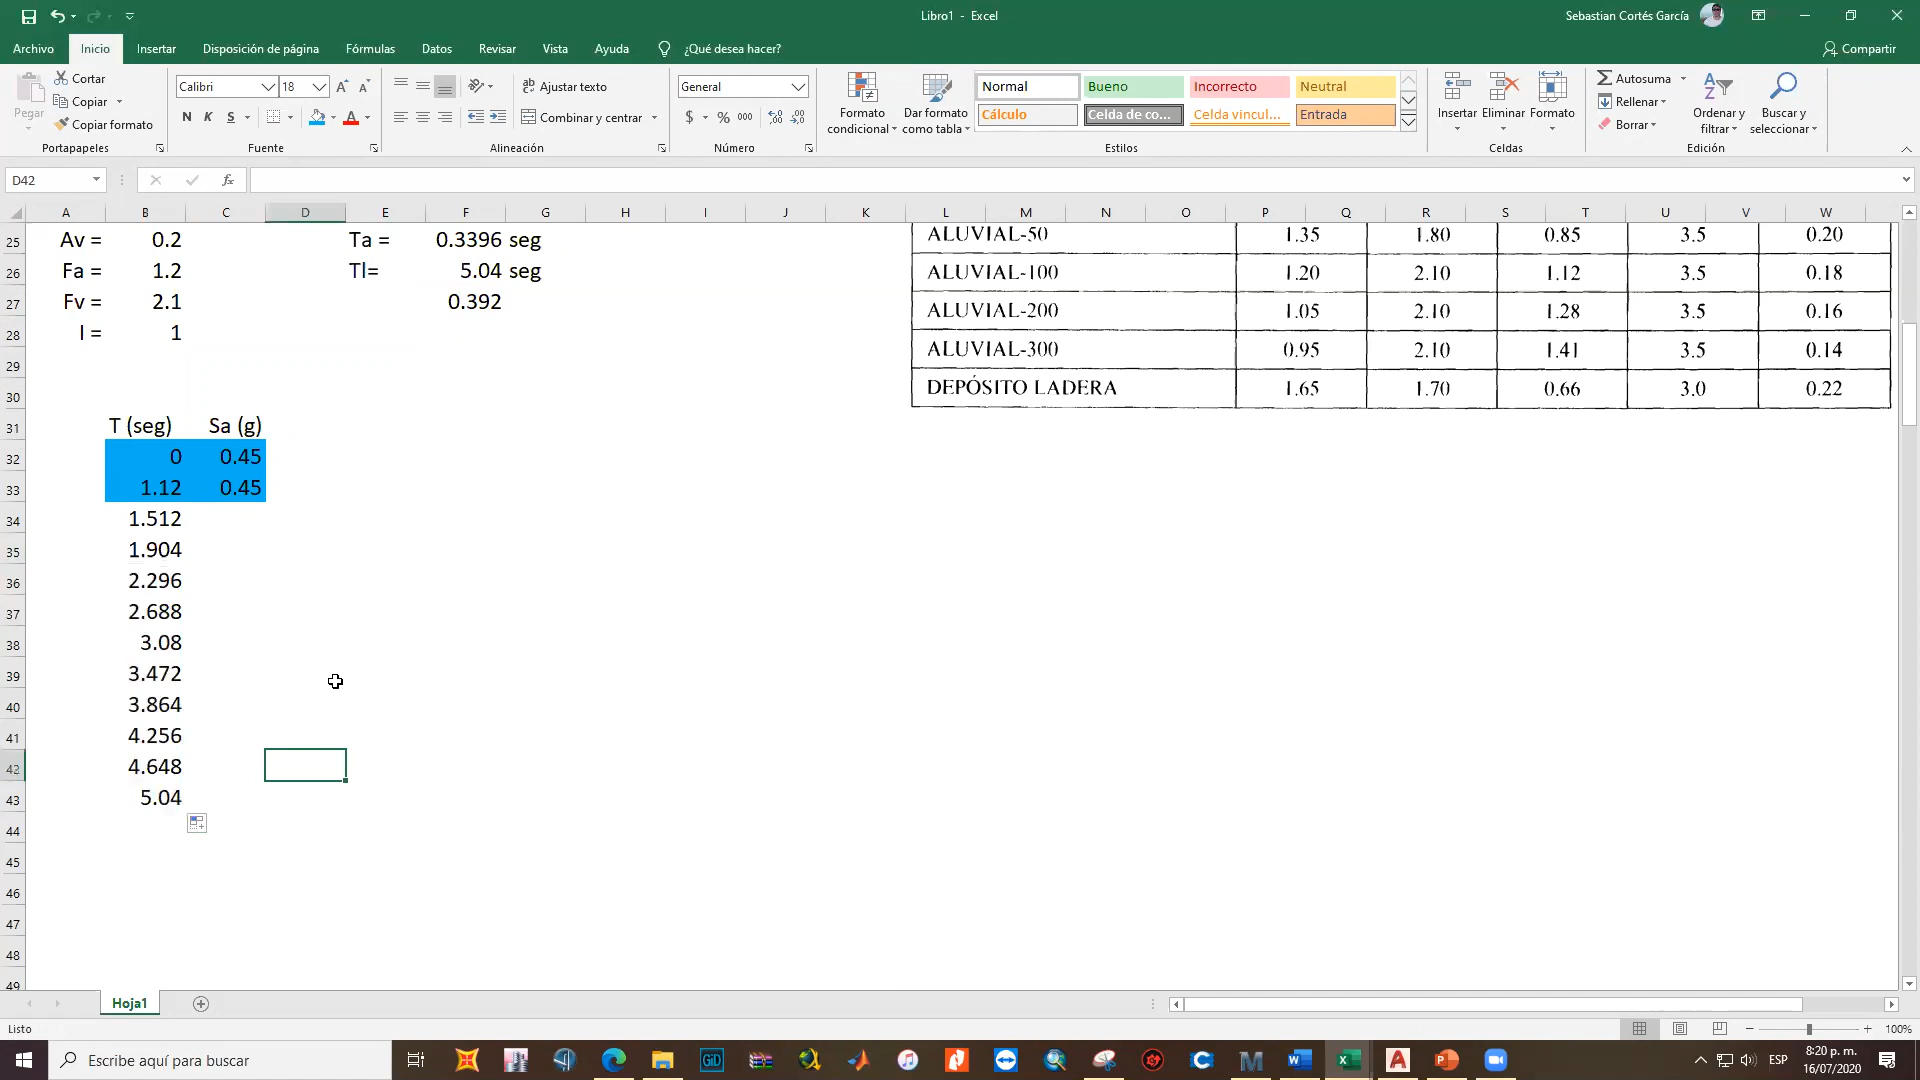 Libro1 - Excel
Sebastian Cortés García
Archivo Inicio Insertar Disposición de página Fórmulas Datos Revisar Vista Ayuda ¿Qué desea hacer? Compartir
Pegar
Cortar
Copiar
Copiar formato
Portapapeles
Calibri 18
N K S
Fuente
Ajustar texto
Combinar y centrar
Alineación
General
$ % 000
Número
Formato condicional
Dar formato como tabla
Normal Bueno Incorrecto Neutral
Cálculo Celda de co... Celda vincul... Entrada
Estilos
Insertar Eliminar Formato
Celdas
Autosuma
Rellenar
Borrar
Ordenar y filtrar
Buscar y seleccionar
Edición
D42 fx
A B C D E F G H I J K L M N O P Q R S T U V W
25 Av = 0.2 Ta = 0.3396 seg ALUVIAL-50 1.35 1.80 0.85 3.5 0.20
26 Fa = 1.2 Tl= 5.04 seg ALUVIAL-100 1.20 2.10 1.12 3.5 0.18
27 Fv = 2.1 0.392 ALUVIAL-200 1.05 2.10 1.28 3.5 0.16
28 I = 1 ALUVIAL-300 0.95 2.10 1.41 3.5 0.14
29
30 DEPÓSITO LADERA 1.65 1.70 0.66 3.0 0.22
31 T (seg) Sa (g)
32 0 0.45
33 1.12 0.45
34 1.512
35 1.904
36 2.296
37 2.688
38 3.08
39 3.472
40 3.864
41 4.256
42 4.648
43 5.04
44
45
46
47
48
49
Hoja1
Listo
100%
Escribe aquí para buscar
GiD
ESP
8:20 p. m.
16/07/2020